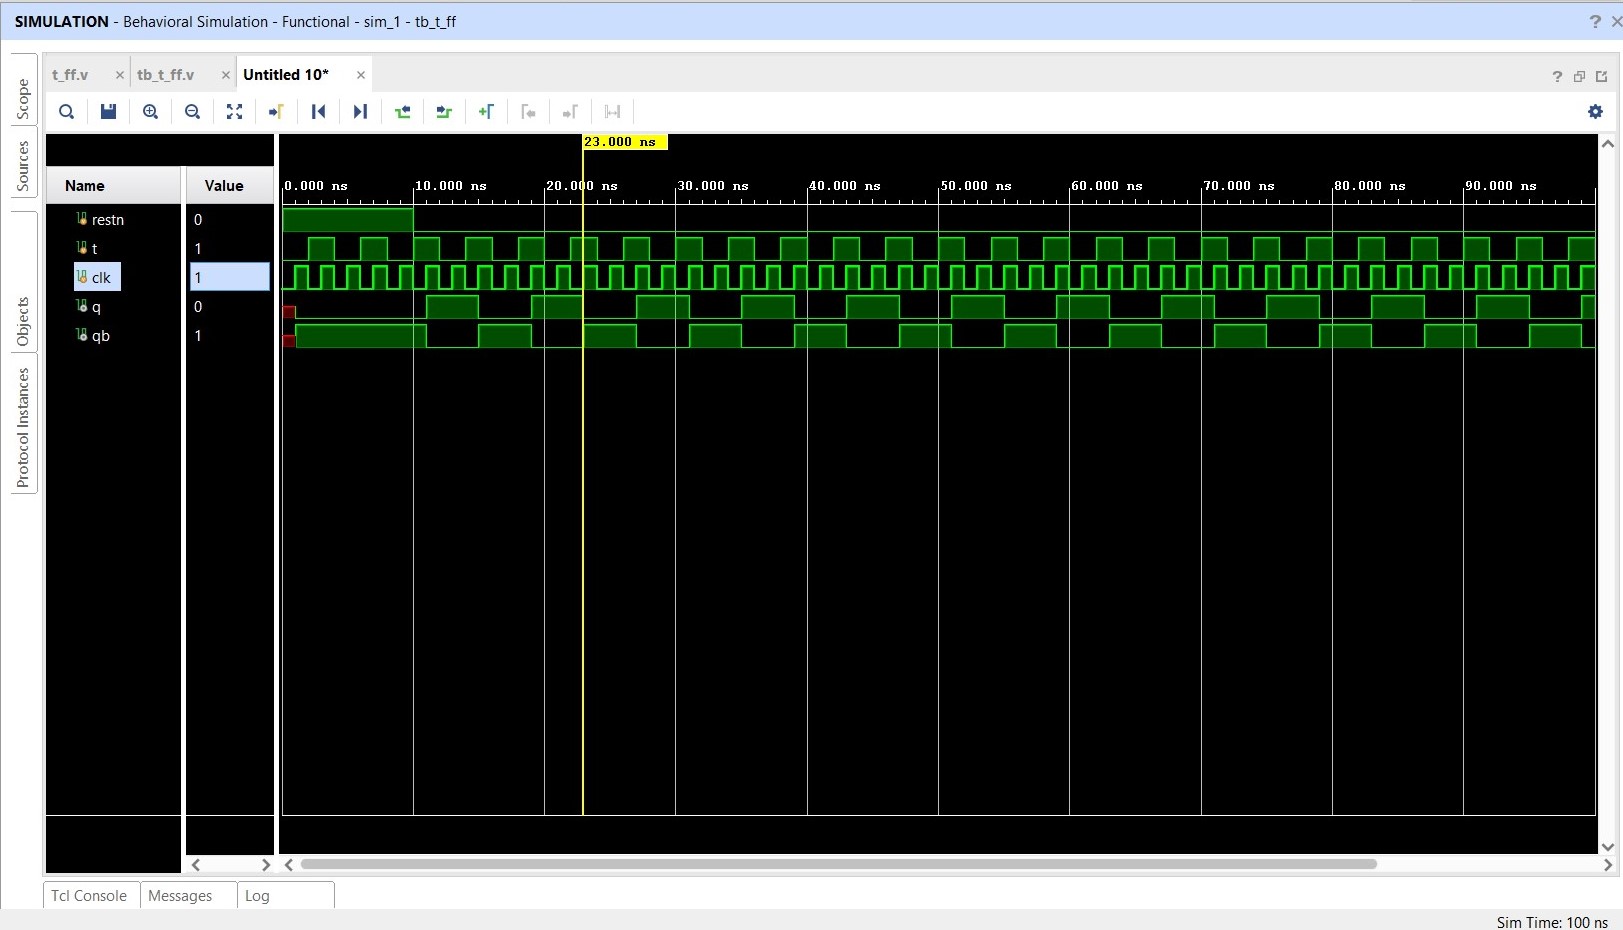 SIMULATION - Behavioral Simulation - Functional - sim_1 - tb_t_ff
t_ff.v
tb_t_ff.v
Untitled 10*
Scope
Sources
Objects
Protocol Instances
23.000 ns
Name Value
0.000 ns 10.000 ns 20.000 ns 30.000 ns 40.000 ns 50.000 ns 60.000 ns 70.000 ns 80.000 ns 90.000 ns
restn 0
t 1
clk 1
q 0
qb 1
Tcl Console Messages Log
Sim Time: 100 ns